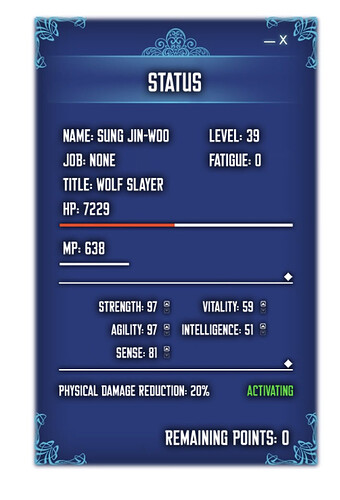 — X
STATUS
NAME: SUNG JIN-WOO LEVEL: 39
JOB: NONE FATIGUE: 0
TITLE: WOLF SLAYER
HP: 7229
MP: 638
STRENGTH: 97 VITALITY: 59
AGILITY: 97 INTELLIGENCE: 51
SENSE: 81
PHYSICAL DAMAGE REDUCTION: 20% ACTIVATING
REMAINING POINTS: 0